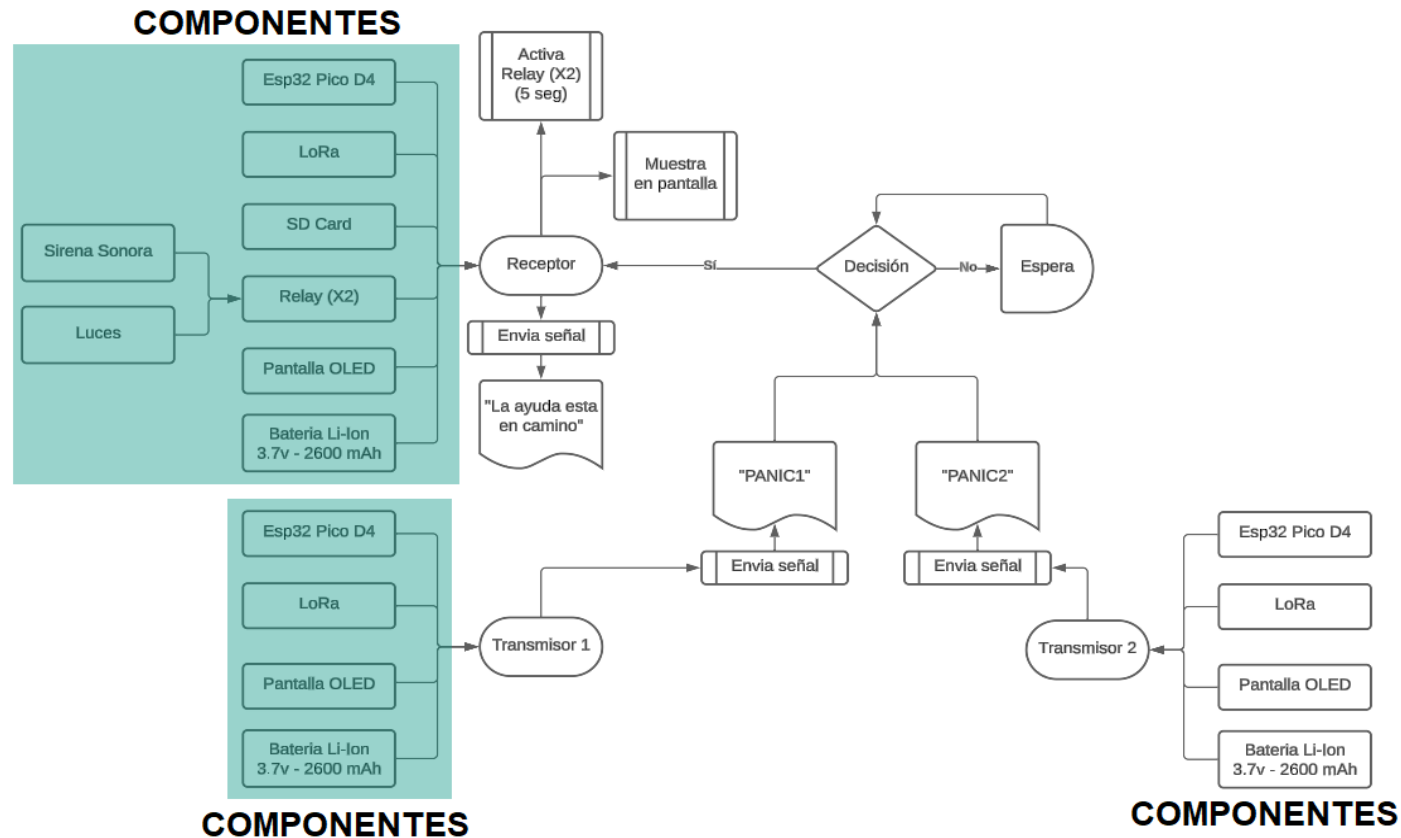 COMPONENTES
Esp32 Pico D4
LoRa
SD Card
Sirena Sonora
Relay (X2)
Luces
Pantalla OLED
Bateria Li-Ion
3.7v - 2600 mAh
Activa
Relay (X2)
(5 seg)
Muestra
en pantalla
Receptor
Sí
Decisión
No
Espera
Envia señal
"La ayuda esta
en camino"
"PANIC1"
"PANIC2"
Envia señal
Envia señal
Esp32 Pico D4
LoRa
Pantalla OLED
Bateria Li-Ion
3.7v - 2600 mAh
Transmisor 1
COMPONENTES
Transmisor 2
Esp32 Pico D4
LoRa
Pantalla OLED
Bateria Li-Ion
3.7v - 2600 mAh
COMPONENTES